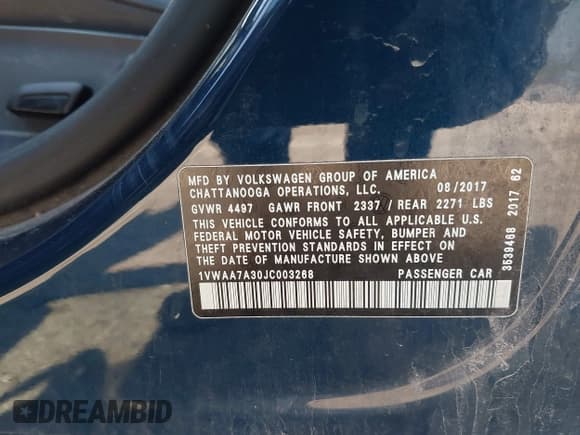 MFD BY VOLKSWAGEN GROUP OF AMERICA
CHATTANOOGA OPERATIONS, LLC. 08/2017
GVWR 4497 GAWR FRONT 2337 / REAR 2271 LBS
THIS VEHICLE CONFORMS TO ALL APPLICABLE U.S.
FEDERAL MOTOR VEHICLE SAFETY, BUMPER AND
THEFT PREVENTION STANDARDS IN EFFECT ON
THE DATE OF MANUFACTURE SHOWN ABOVE
1VWAA7A30JC003268 PASSENGER CAR
3539468 2017 62
DREAMBID